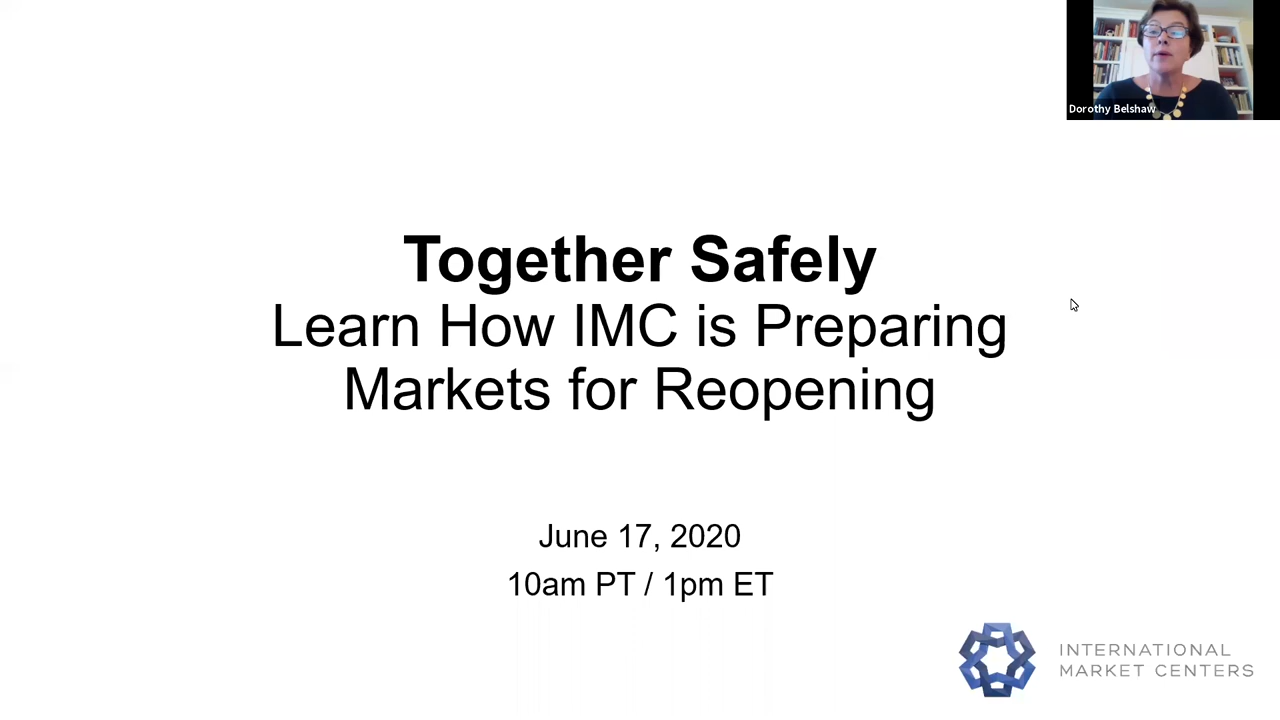 Dorothy Belshaw
Together Safely
Learn How IMC is Preparing
Markets for Reopening
June 17, 2020
10am PT / 1pm ET
INTERNATIONAL
MARKET CENTERS